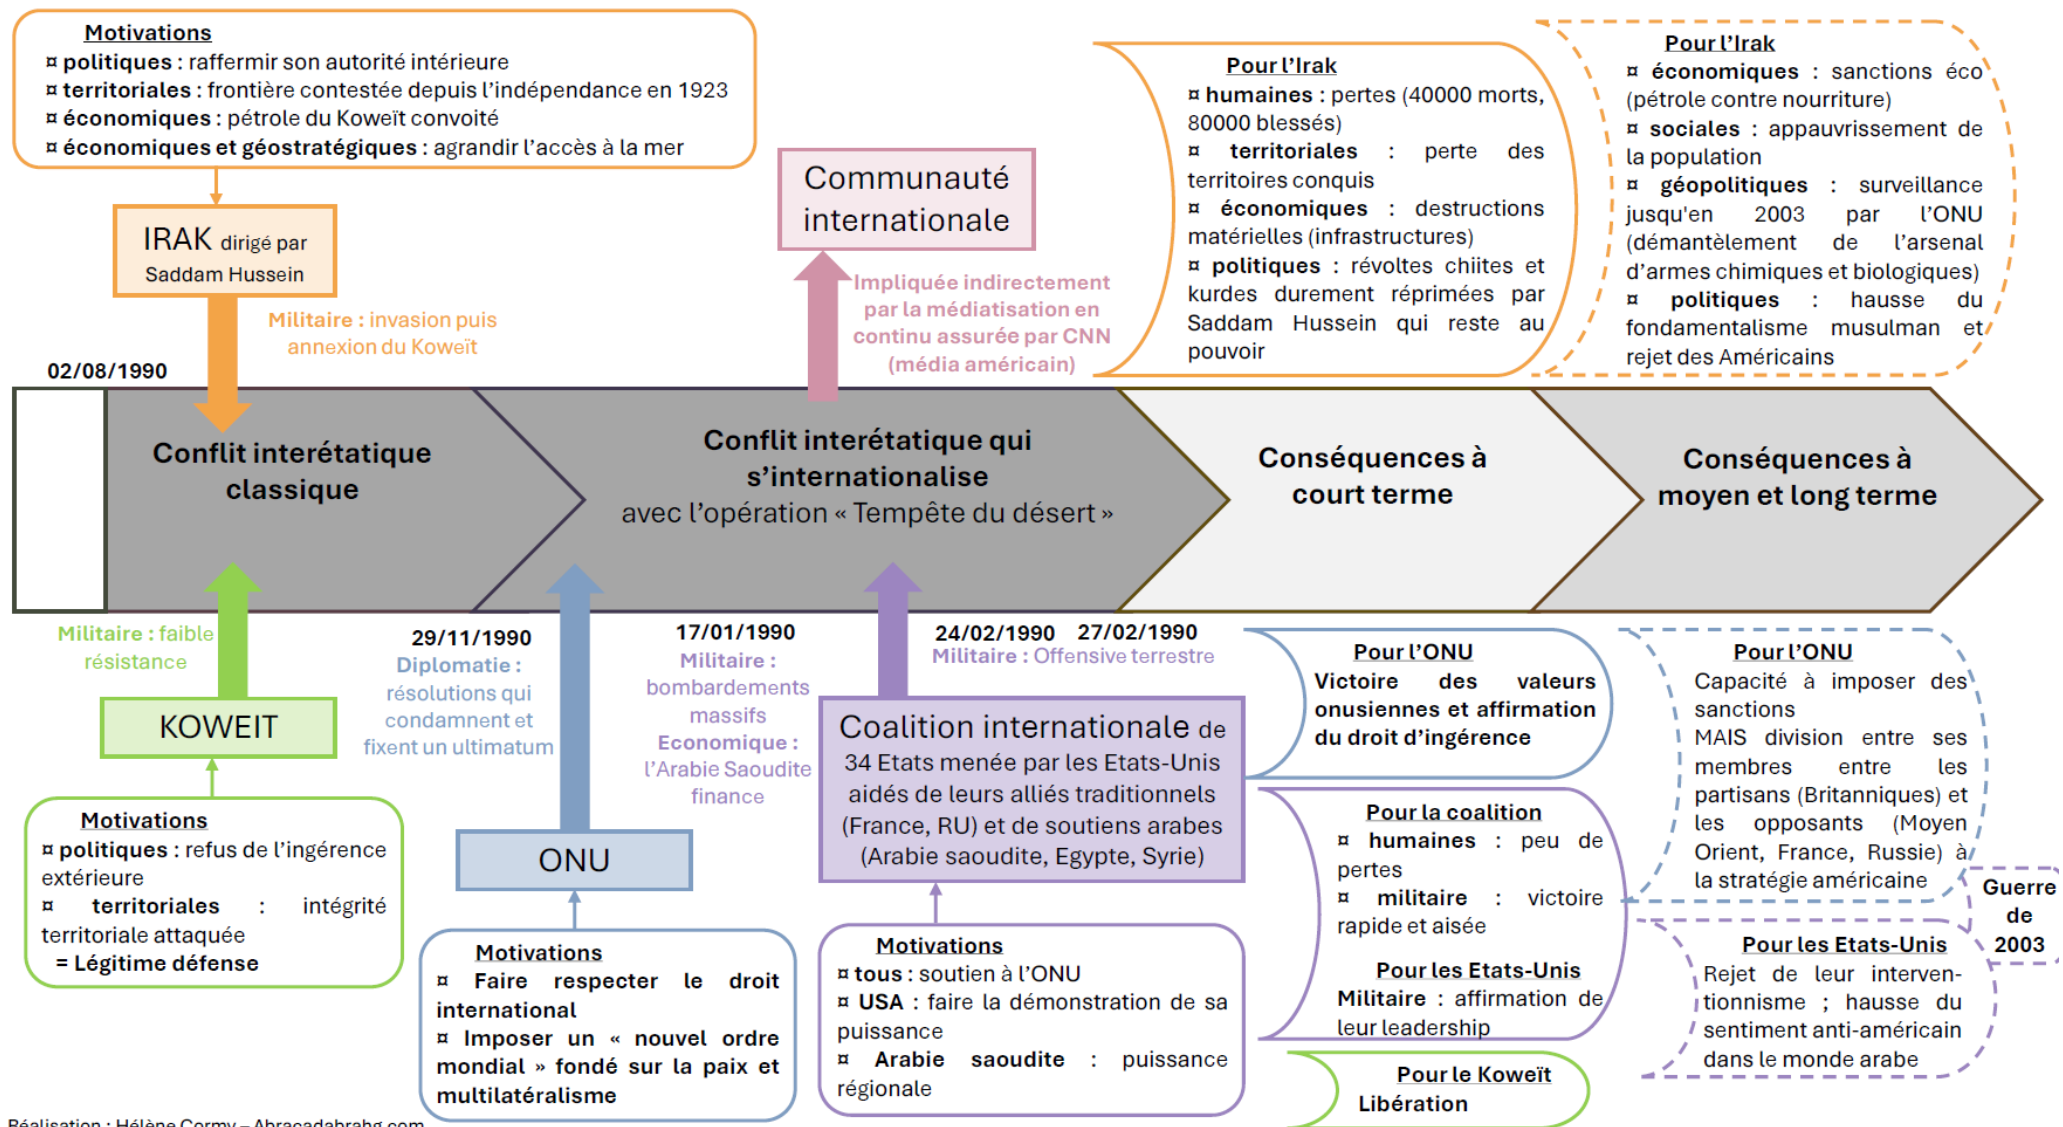 Motivations
¤ politiques : raffermir son autorité intérieure
¤ territoriales : frontière contestée depuis l'indépendance en 1923
¤ économiques : pétrole du Koweït convoité
¤ économiques et géostratégiques : agrandir l'accès à la mer
IRAK dirigé par
Saddam Hussein
Militaire : invasion puis
annexion du Koweït
02/08/1990
Communauté
internationale
Impliquée indirectement
par la médiatisation en
continu assurée par CNN
(média américain)
Pour l'Irak
¤ humaines : pertes (40000 morts,
80000 blessés)
¤ territoriales : perte des
territoires conquis
¤ économiques : destructions
matérielles (infrastructures)
¤ politiques : révoltes chiites et
kurdes durement réprimées par
Saddam Hussein qui reste au
pouvoir
Pour l'Irak
¤ économiques : sanctions éco
(pétrole contre nourriture)
¤ sociales : appauvrissement de
la population
¤ géopolitiques : surveillance
jusqu'en 2003 par l'ONU
(démantèlement de l'arsenal
d'armes chimiques et biologiques)
¤ politiques : hausse du
fondamentalisme musulman et
rejet des Américains
Conflit interétatique
classique
Conflit interétatique qui
s'internationalise
avec l'opération « Tempête du désert »
Conséquences à
court terme
Conséquences à
moyen et long terme
Militaire : faible
résistance
KOWEIT
Motivations
¤ politiques : refus de l'ingérence
extérieure
¤ territoriales : intégrité
territoriale attaquée
= Légitime défense
29/11/1990
Diplomatie :
résolutions qui
condamnent et
fixent un ultimatum
ONU
Motivations
¤ Faire respecter le droit
international
¤ Imposer un « nouvel ordre
mondial » fondé sur la paix et
multilatéralisme
17/01/1990
Militaire :
bombardements
massifs
Economique :
l'Arabie Saoudite
finance
24/02/1990 27/02/1990
Militaire : Offensive terrestre
Coalition internationale de
34 Etats menée par les Etats-Unis
aidés de leurs alliés traditionnels
(France, RU) et de soutiens arabes
(Arabie saoudite, Egypte, Syrie)
Motivations
¤ tous : soutien à l'ONU
¤ USA : faire la démonstration de sa
puissance
¤ Arabie saoudite : puissance
régionale
Pour l'ONU
Victoire des valeurs
onusiennes et affirmation
du droit d'ingérence
Pour la coalition
¤ humaines : peu de
pertes
¤ militaire : victoire
rapide et aisée
Pour les Etats-Unis
Militaire : affirmation de
leur leadership
Pour le Koweït
Libération
Pour l'ONU
Capacité à imposer des
sanctions
MAIS division entre ses
membres entre les
partisans (Britanniques) et
les opposants (Moyen
Orient, France, Russie) à
la stratégie américaine
Guerre
de
2003
Pour les Etats-Unis
Rejet de leur interven-
tionnisme ; hausse du
sentiment anti-américain
dans le monde arabe
Réalisation : Hélène Cormy – Abracadabrahg.com